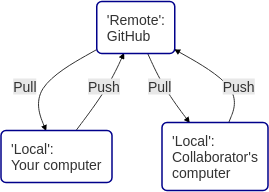 'Remote':
GitHub
Pull
Push
Pull
Push
'Local':
Your computer
'Local':
Collaborator's
computer